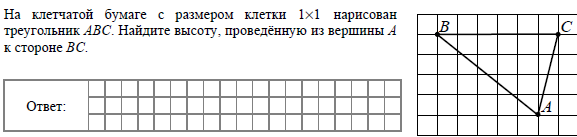 На клетчатой бумаге с размером клетки 1×1 нарисован
треугольник ABC. Найдите высоту, проведённую из вершины A
к стороне BC.
B
C
Ответ:
A